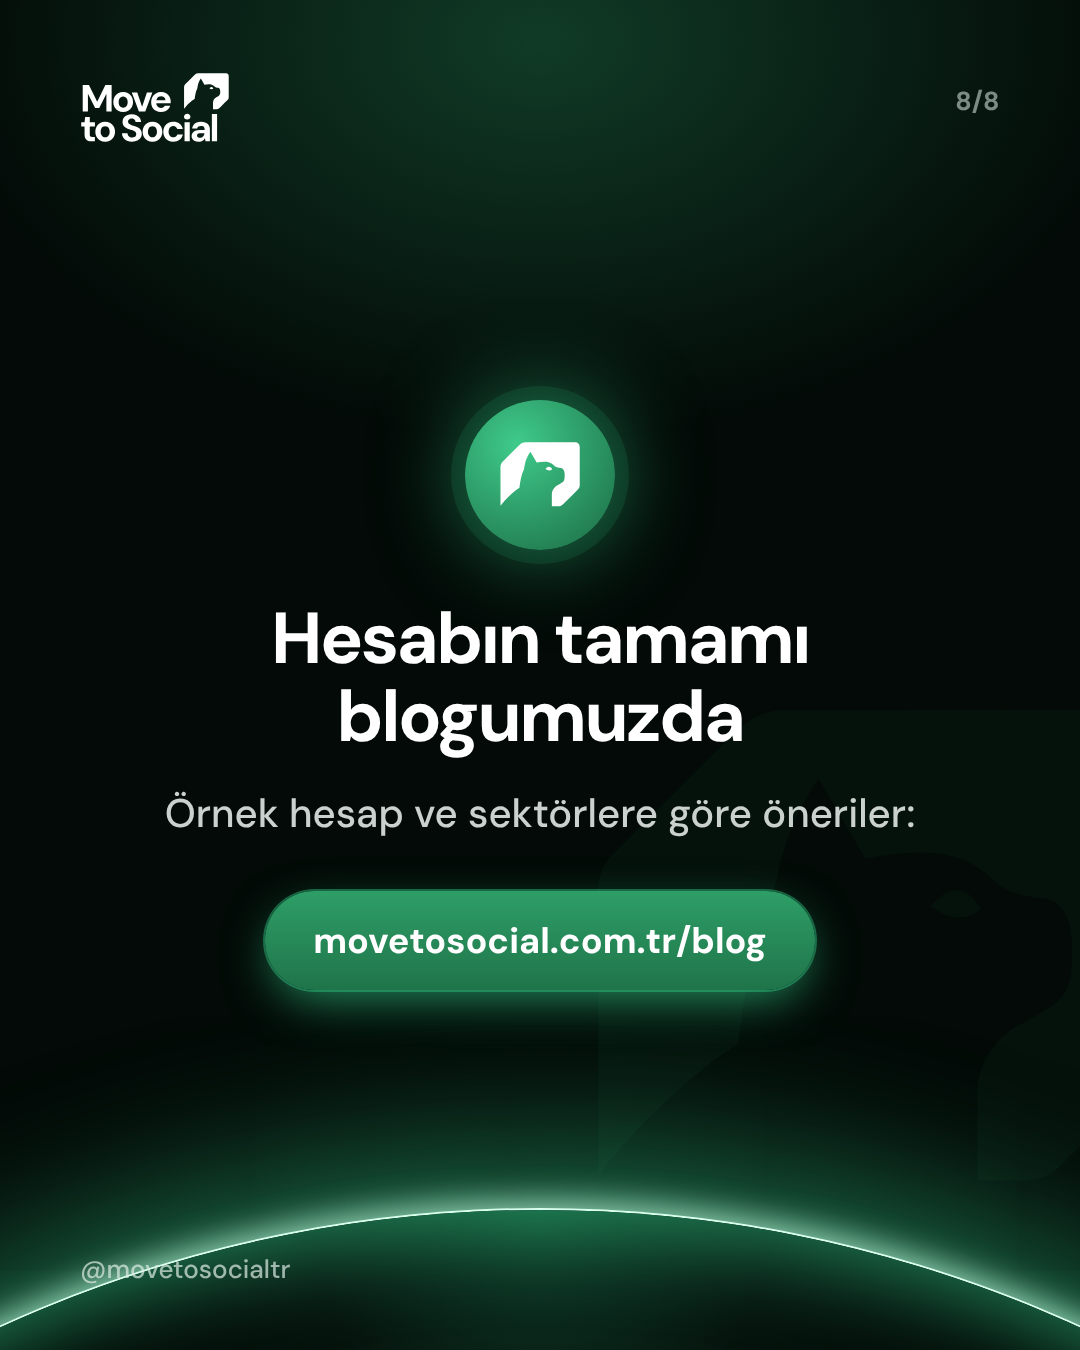 Move
to Social
8/8
Hesabın tamamı
blogumuzda
Örnek hesap ve sektörlere göre öneriler:
movetosocial.com.tr/blog
@movetosocialtr